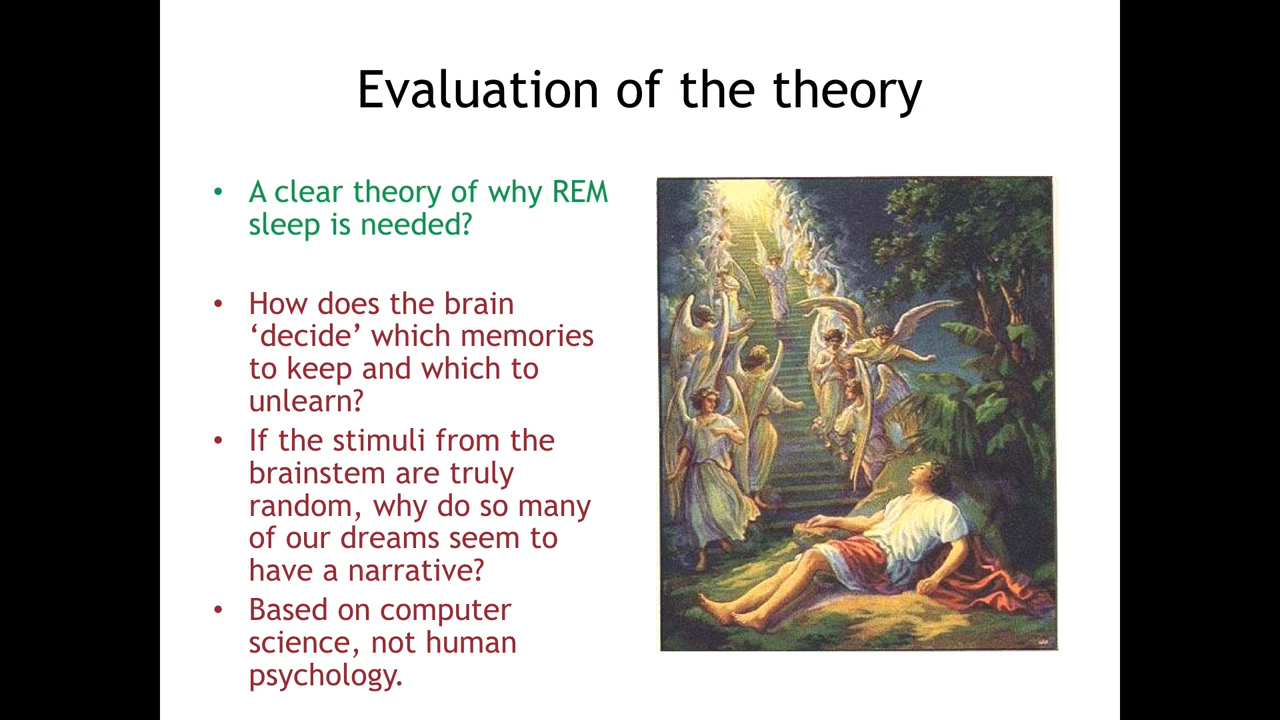 Evaluation of the theory
• A clear theory of why REM
sleep is needed?
• How does the brain
‘decide’ which memories
to keep and which to
unlearn?
• If the stimuli from the
brainstem are truly
random, why do so many
of our dreams seem to
have a narrative?
• Based on computer
science, not human
psychology.